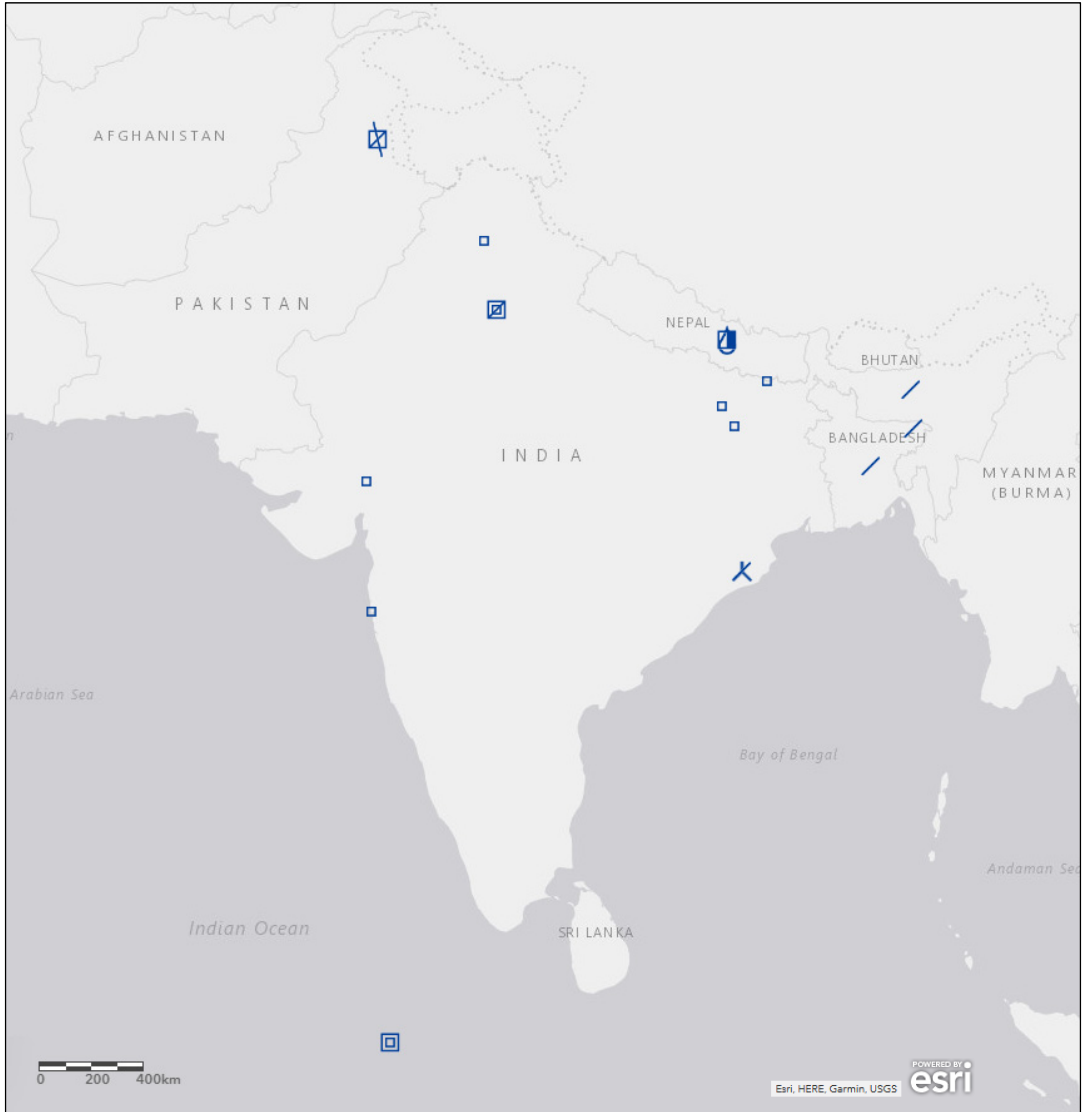 AFGHANISTAN
PAKISTAN
NEPAL
BHUTAN
BANGLADESH
INDIA
MYANMAR
(BURMA)
Arabian Sea
Bay of Bengal
Andaman Sea
Indian Ocean
SRI LANKA
0 200 400km
POWERED BY
esri
Esri, HERE, Garmin, USGS